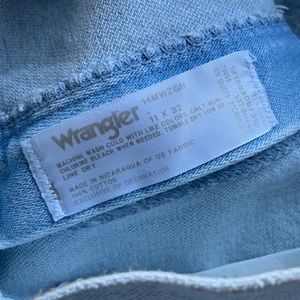 Wrangler
14MWZGH
11 X 32
MACHINE WASH COLD WITH LIKE COLORS. ONLY NON-
CHLORINE BLEACH WHEN NEEDED. TUMBLE DRY LOW
LINE DRY
MADE IN NICARAGUA OF US FABRIC
100% COTTON
EXCLUSIVE OF DECORATION